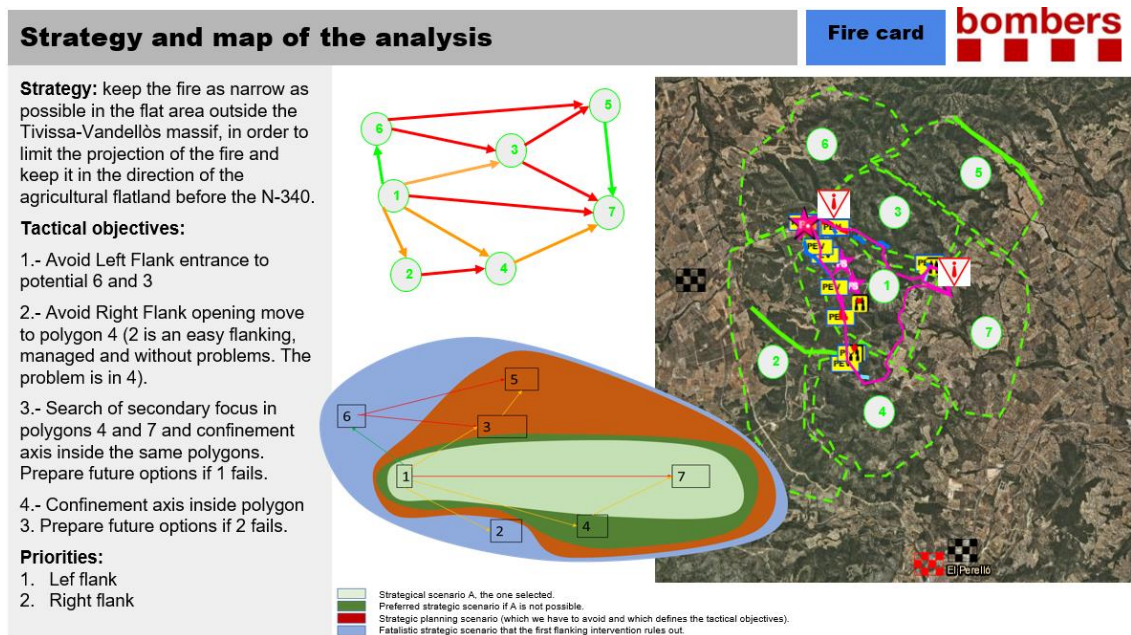 Strategy and map of the analysis
Fire card
bombers
Strategy: keep the fire as narrow as
possible in the flat area outside the
Tivissa-Vandellòs massif, in order to
limit the projection of the fire and
keep it in the direction of the
agricultural flatland before the N-340.
Tactical objectives:
1.- Avoid Left Flank entrance to
potential 6 and 3
2.- Avoid Right Flank opening move
to polygon 4 (2 is an easy flanking,
managed and without problems. The
problem is in 4).
3.- Search of secondary focus in
polygons 4 and 7 and confinement
axis inside the same polygons.
Prepare future options if 1 fails.
4.- Confinement axis inside polygon
3. Prepare future options if 2 fails.
Priorities:
1. Lef flank
2. Right flank
5
6
3
1
7
2
4
5
6
3
1
7
2
4
6
5
3
PEV
1
PEV
7
2
PEV
4
El Perelló
Strategical scenario A, the one selected.
Preferred strategic scenario if A is not possible.
Strategic planning scenario (which we have to avoid and which defines the tactical objectives).
Fatalistic strategic scenario that the first flanking intervention rules out.